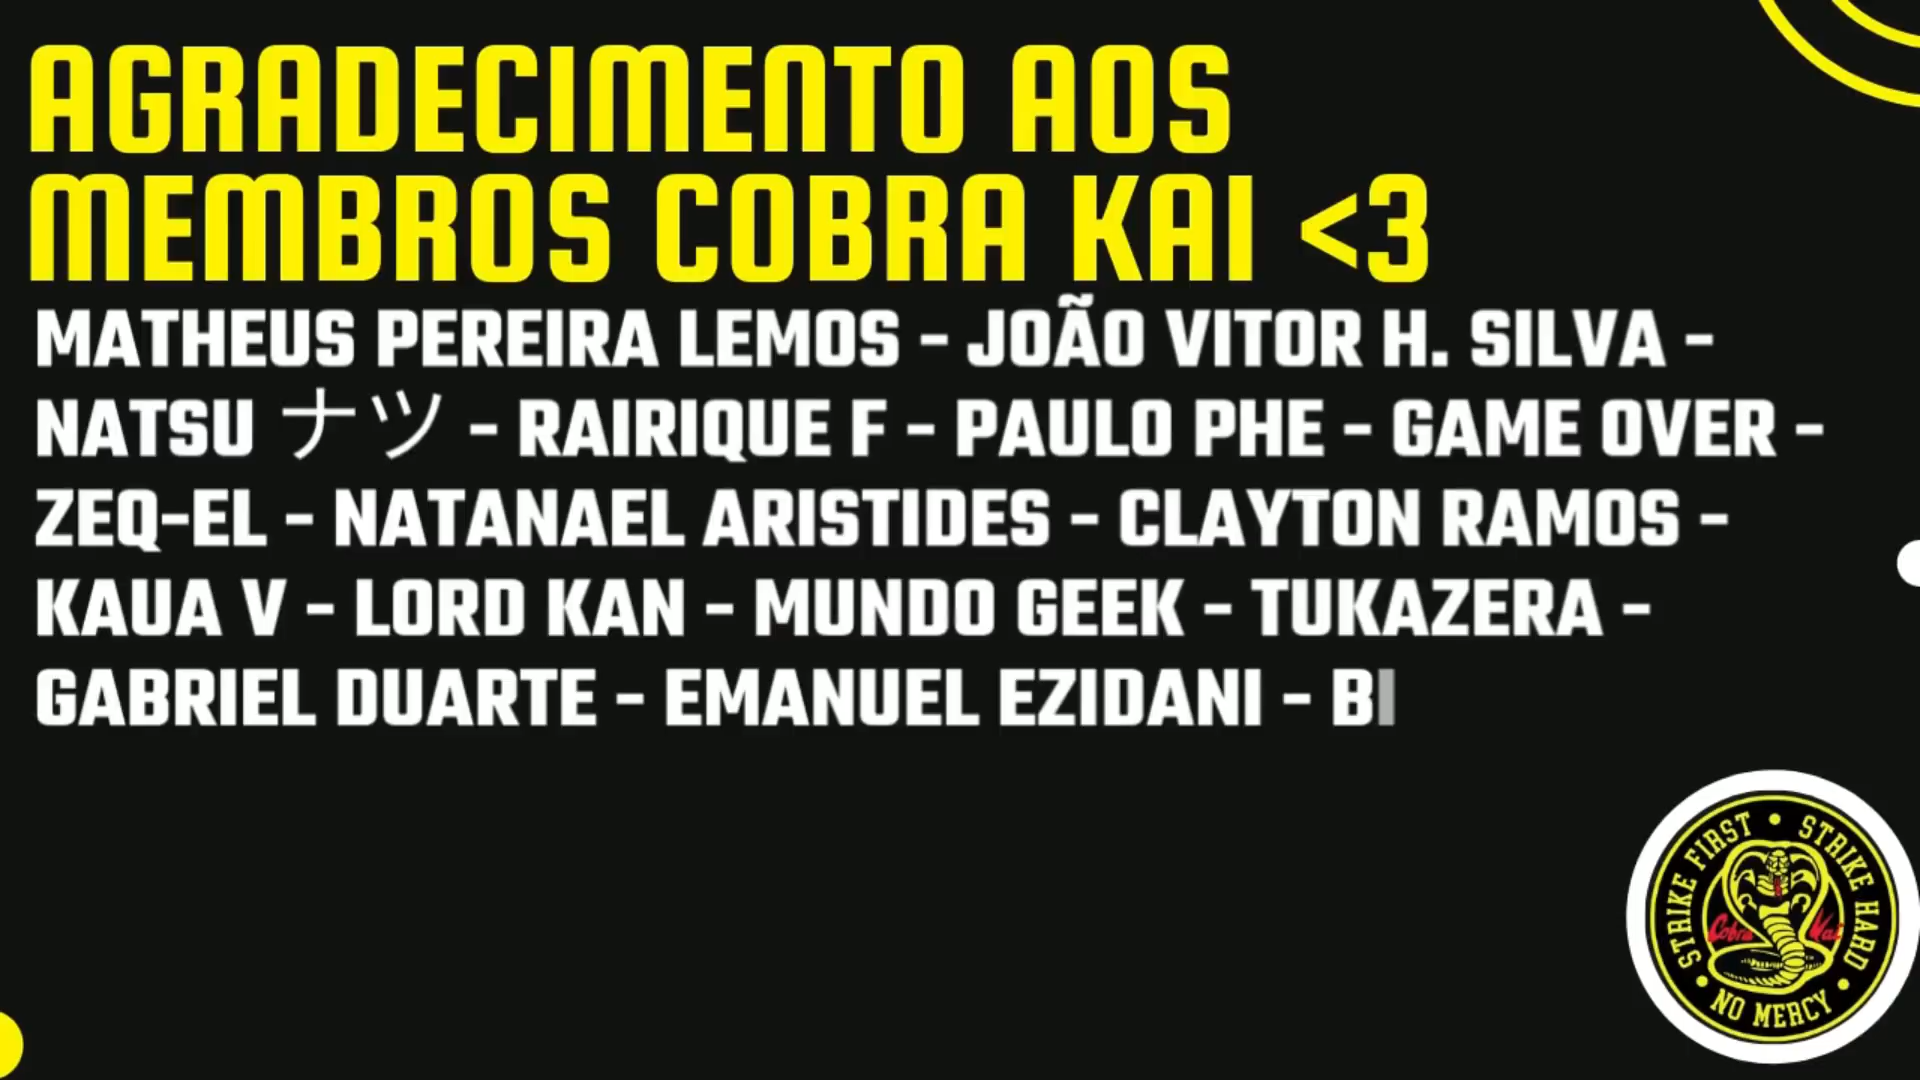 AGRADECIMENTO AOS
MEMBROS COBRA KAI <3
MATHEUS PEREIRA LEMOS - JOÃO VITOR H. SILVA -
NATSU ナツ - RAIRIQUE F - PAULO PHE - GAME OVER -
ZEQ-EL - NATANAEL ARISTIDES - CLAYTON RAMOS -
KAUA V - LORD KAN - MUNDO GEEK - TUKAZERA -
GABRIEL DUARTE - EMANUEL EZIDANI - BI
STRIKE FIRST • STRIKE HARD • NO MERCY •
Cobra Kai